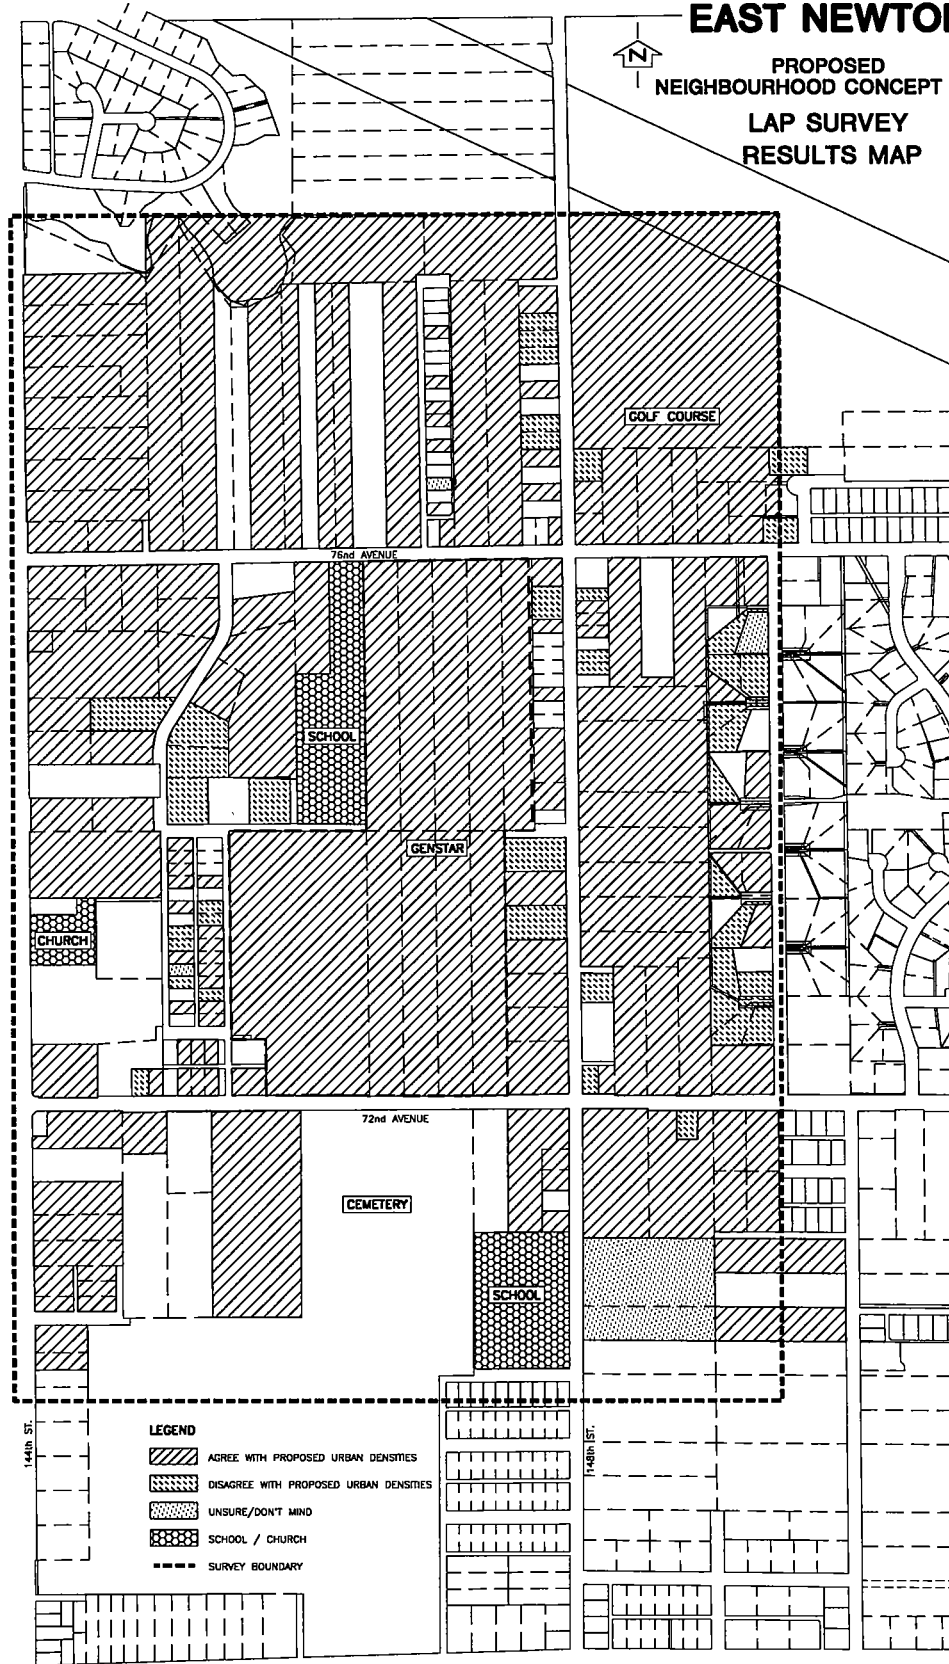 EAST NEWTO
N
PROPOSED
NEIGHBOURHOOD CONCEPT
LAP SURVEY
RESULTS MAP
GOLF COURSE
76nd AVENUE
SCHOOL
GENSTAR
CHURCH
72nd AVENUE
CEMETERY
SCHOOL
144th ST.
148th ST.
LEGEND
AGREE WITH PROPOSED URBAN DENSITIES
DISAGREE WITH PROPOSED URBAN DENSITIES
UNSURE/DON'T MIND
SCHOOL / CHURCH
SURVEY BOUNDARY